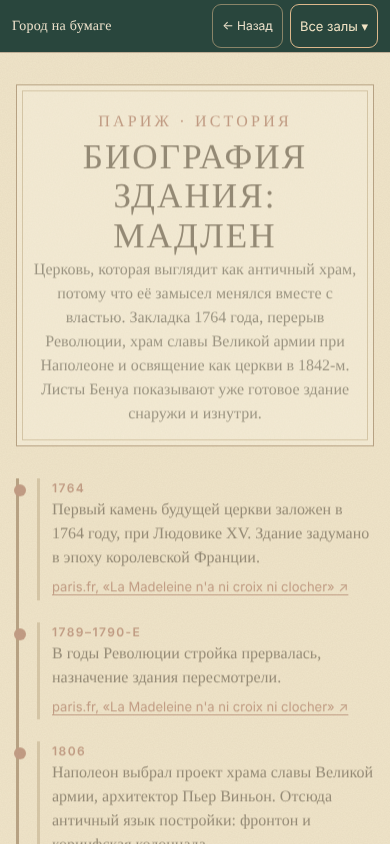 Город на бумаге
← Назад
Все залы ▾
ПАРИЖ · ИСТОРИЯ
БИОГРАФИЯ
ЗДАНИЯ:
МАДЛЕН
Церковь, которая выглядит как античный храм,
потому что её замысел менялся вместе с
властью. Закладка 1764 года, перерыв
Революции, храм славы Великой армии при
Наполеоне и освящение как церкви в 1842-м.
Листы Бенуа показывают уже готовое здание
снаружи и изнутри.
1764
Первый камень будущей церкви заложен в
1764 году, при Людовике XV. Здание задумано
в эпоху королевской Франции.
paris.fr, «La Madeleine n'a ni croix ni clocher» ↗
1789–1790-Е
В годы Революции стройка прервалась,
назначение здания пересмотрели.
paris.fr, «La Madeleine n'a ni croix ni clocher» ↗
1806
Наполеон выбрал проект храма славы Великой
армии, архитектор Пьер Виньон. Отсюда
античный язык постройки: фронтон и
коринфская колоннада.